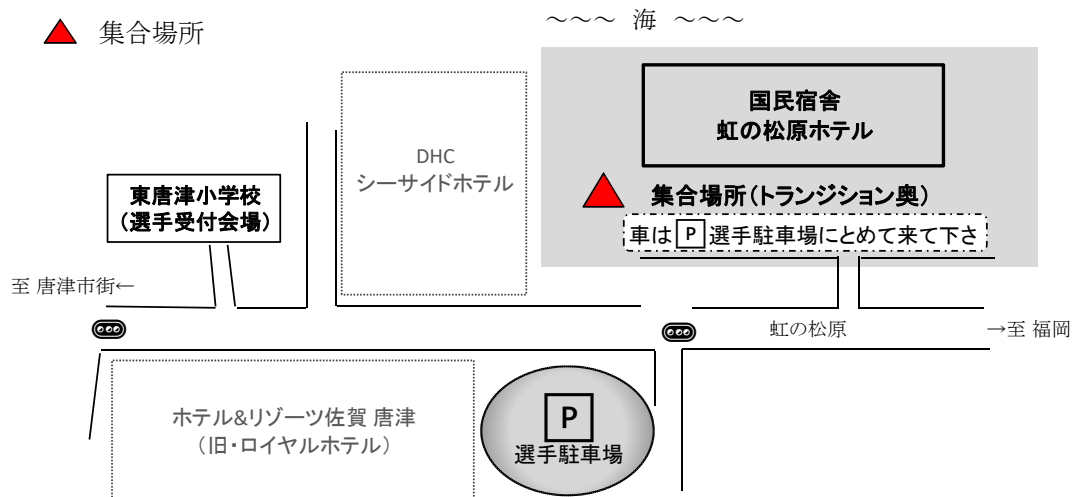 ～～～ 海 ～～～
集合場所
国民宿舎
虹の松原ホテル
DHC
シーサイドホテル
東唐津小学校
（選手受付会場）
集合場所（トランジション奥）
車は P 選手駐車場にとめて来て下さ
至 唐津市街←
虹の松原
→至 福岡
ホテル&リゾーツ佐賀 唐津
（旧・ロイヤルホテル）
P
選手駐車場